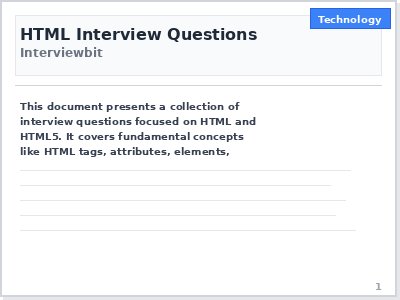 Technology
HTML Interview Questions
Interviewbit
This document presents a collection of
interview questions focused on HTML and
HTML5. It covers fundamental concepts
like HTML tags, attributes, elements,
1